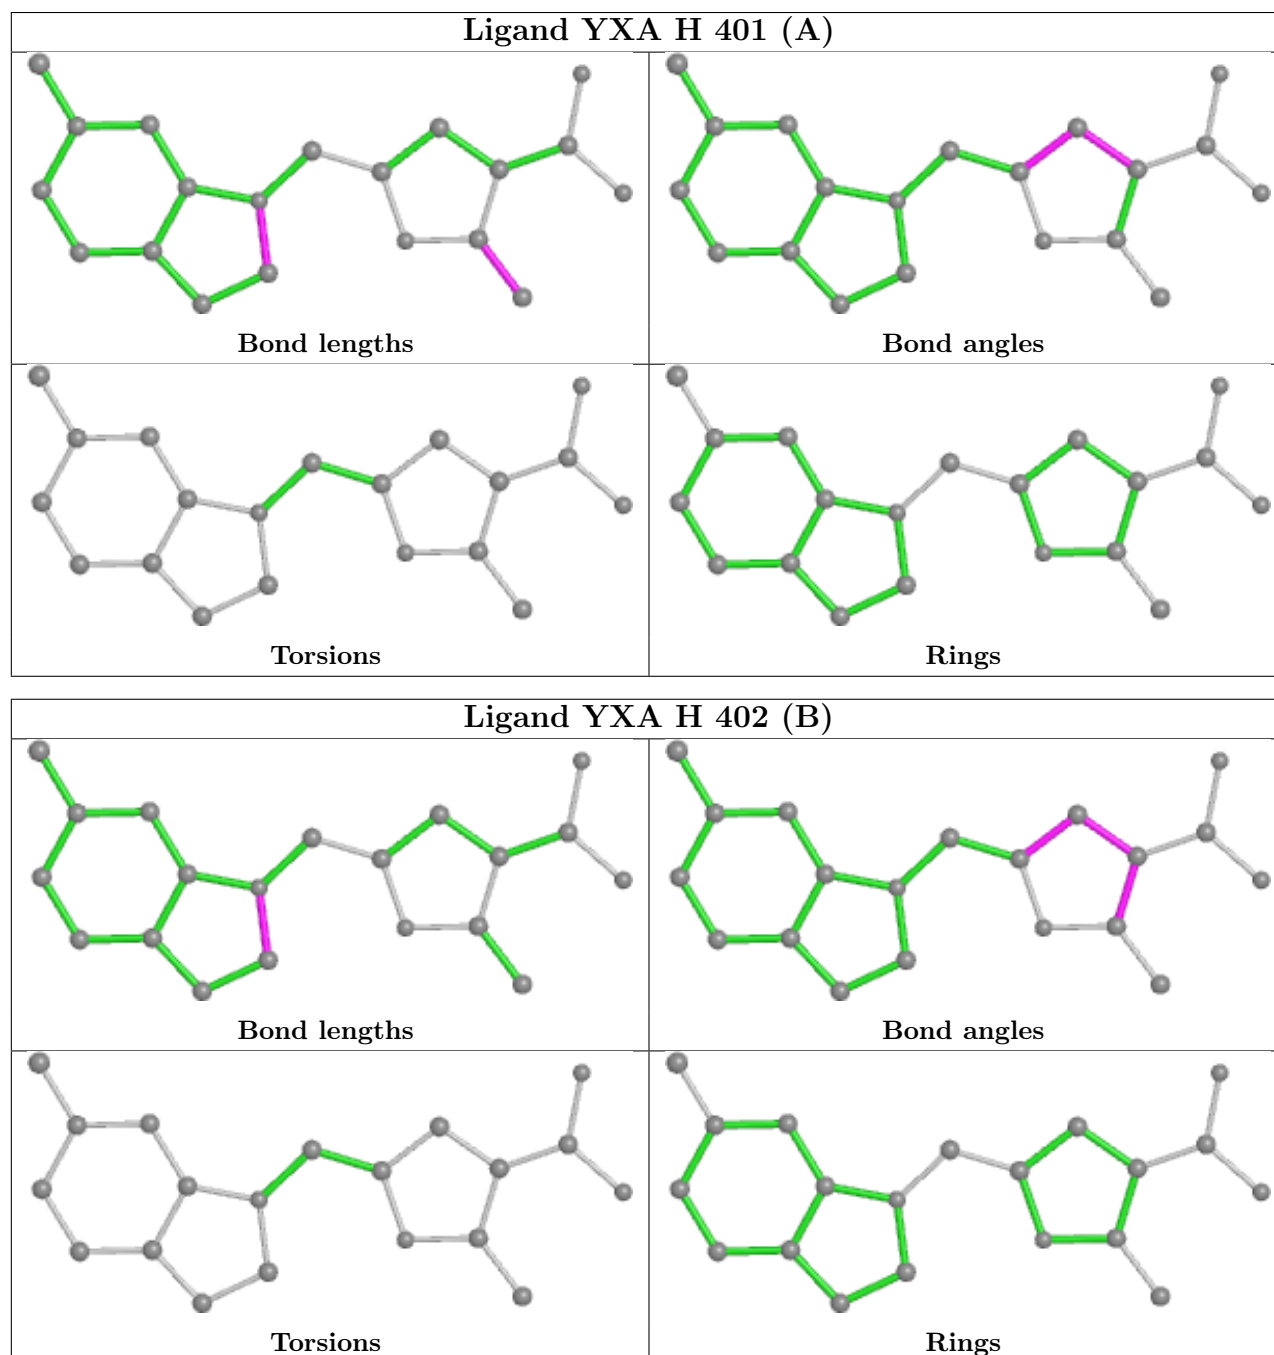 Ligand YXA H 401 (A)
Bond lengths
Bond angles
Torsions
Rings
Ligand YXA H 402 (B)
Bond lengths
Bond angles
Torsions
Rings